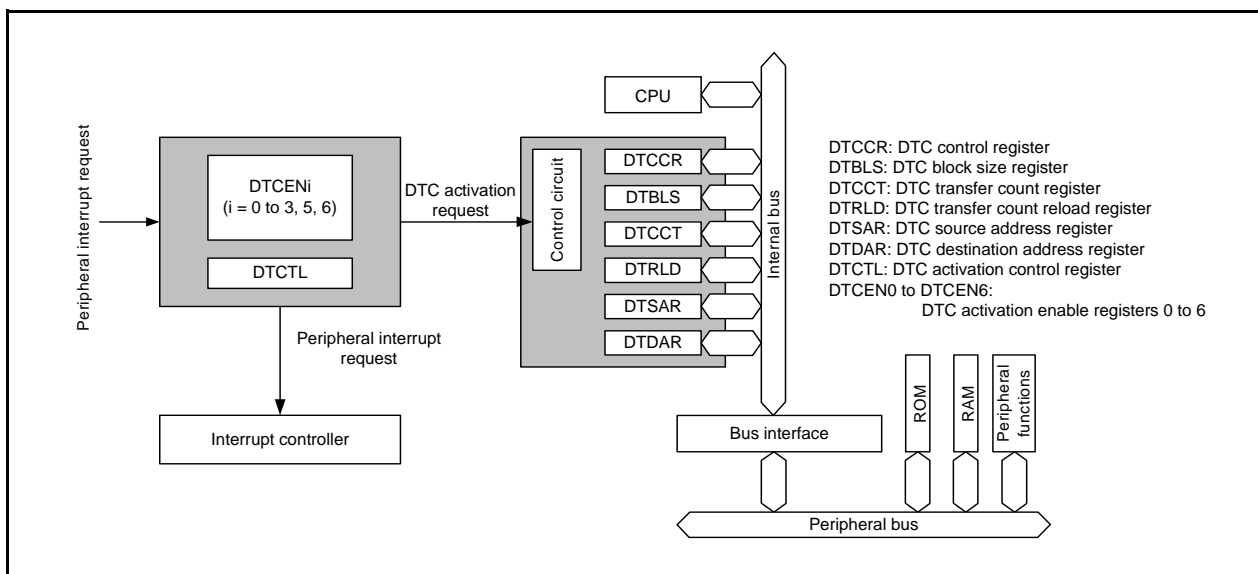 Peripheral interrupt request
DTCENi
(i = 0 to 3, 5, 6)
DTCTL
DTC activation
request
Peripheral interrupt
request
Interrupt controller
CPU
Control circuit
DTCCR
DTBLS
DTCCT
DTRLD
DTSAR
DTDAR
Internal bus
DTCCR: DTC control register
DTBLS: DTC block size register
DTCCT: DTC transfer count register
DTRLD: DTC transfer count reload register
DTSAR: DTC source address register
DTDAR: DTC destination address register
DTCTL: DTC activation control register
DTCEN0 to DTCEN6:
DTC activation enable registers 0 to 6
Bus interface
ROM
RAM
Peripheral
functions
Peripheral bus